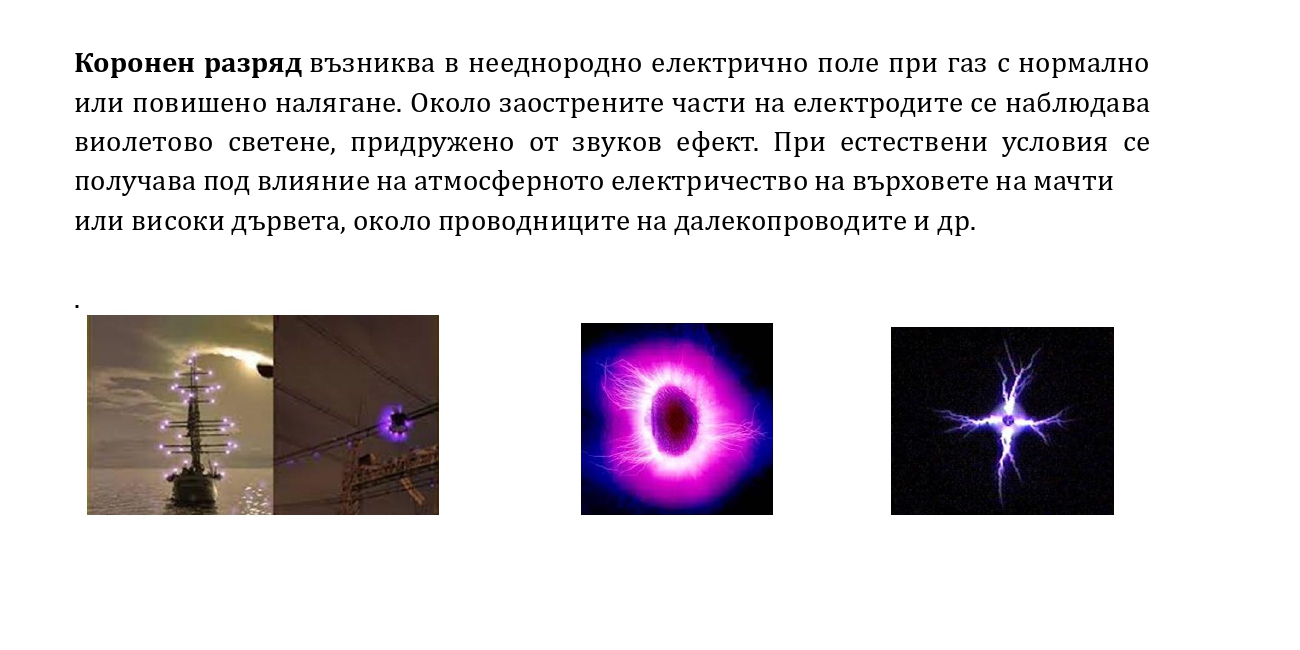 Коронен разряд възниква в нееднородно електрично поле при газ с нормално
или повишено налягане. Около заострените части на електродите се наблюдава
виолетово светене, придружено от звуков ефект. При естествени условия се
получава под влияние на атмосферното електричество на върховете на мачти
или високи дървета, около проводниците на далекопроводите и др.
.